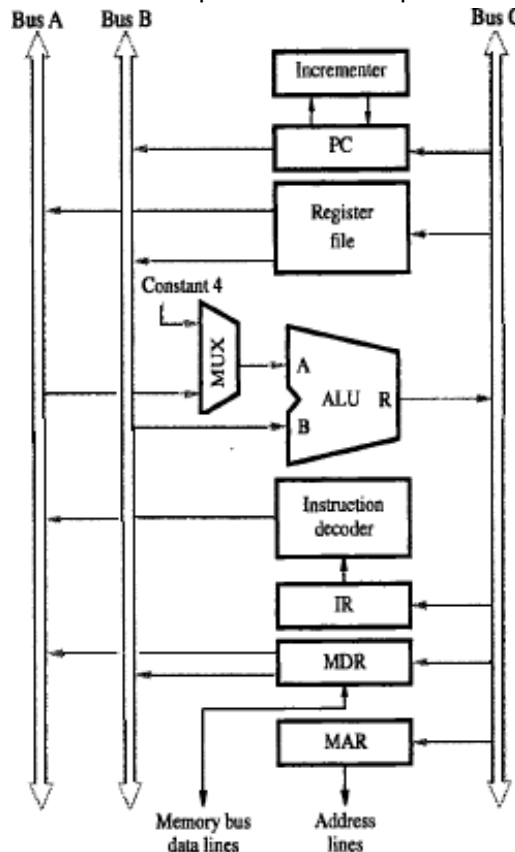 Bus A
Bus B
Bus C
Incrementer
PC
Register
file
Constant 4
MUX
A
ALU
R
B
Instruction
decoder
IR
MDR
MAR
Memory bus
data lines
Address
lines